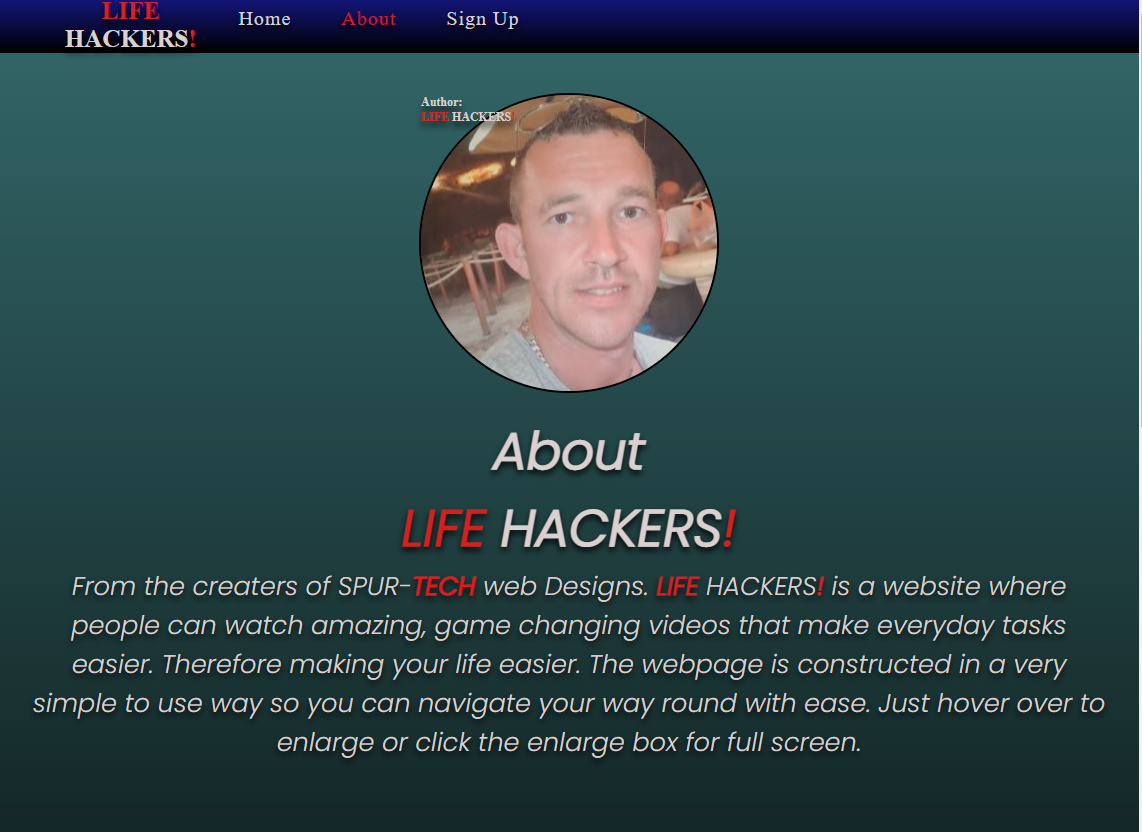 LIFE
HACKERS!
Home
About
Sign Up
Author:
LIFE HACKERS
About
LIFE HACKERS!
From the creaters of SPUR-TECH web Designs. LIFE HACKERS! is a website where
people can watch amazing, game changing videos that make everyday tasks
easier. Therefore making your life easier. The webpage is constructed in a very
simple to use way so you can navigate your way round with ease. Just hover over to
enlarge or click the enlarge box for full screen.